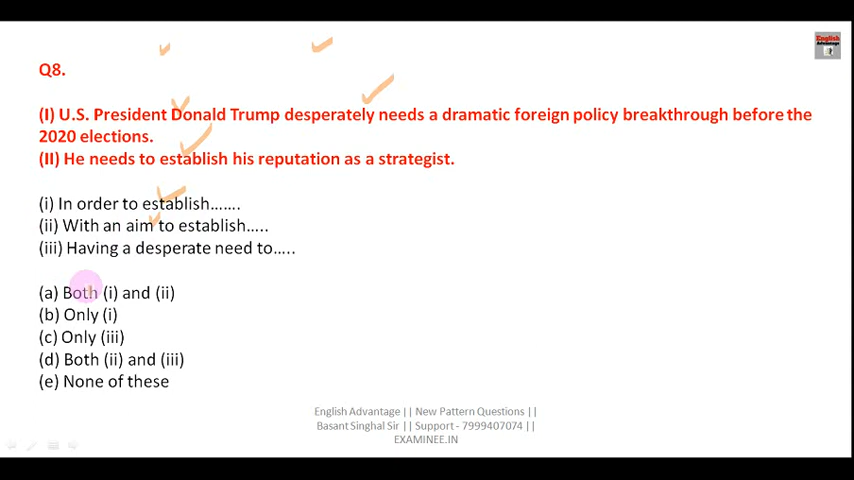 English
Advantage
Q8.
(I) U.S. President Donald Trump desperately needs a dramatic foreign policy breakthrough before the
2020 elections.
(II) He needs to establish his reputation as a strategist.
(i) In order to establish…….
(ii) With an aim to establish…..
(iii) Having a desperate need to…..
(a) Both (i) and (ii)
(b) Only (i)
(c) Only (iii)
(d) Both (ii) and (iii)
(e) None of these
English Advantage || New Pattern Questions ||
Basant Singhal Sir || Support - 7999407074 ||
EXAMINEE.IN